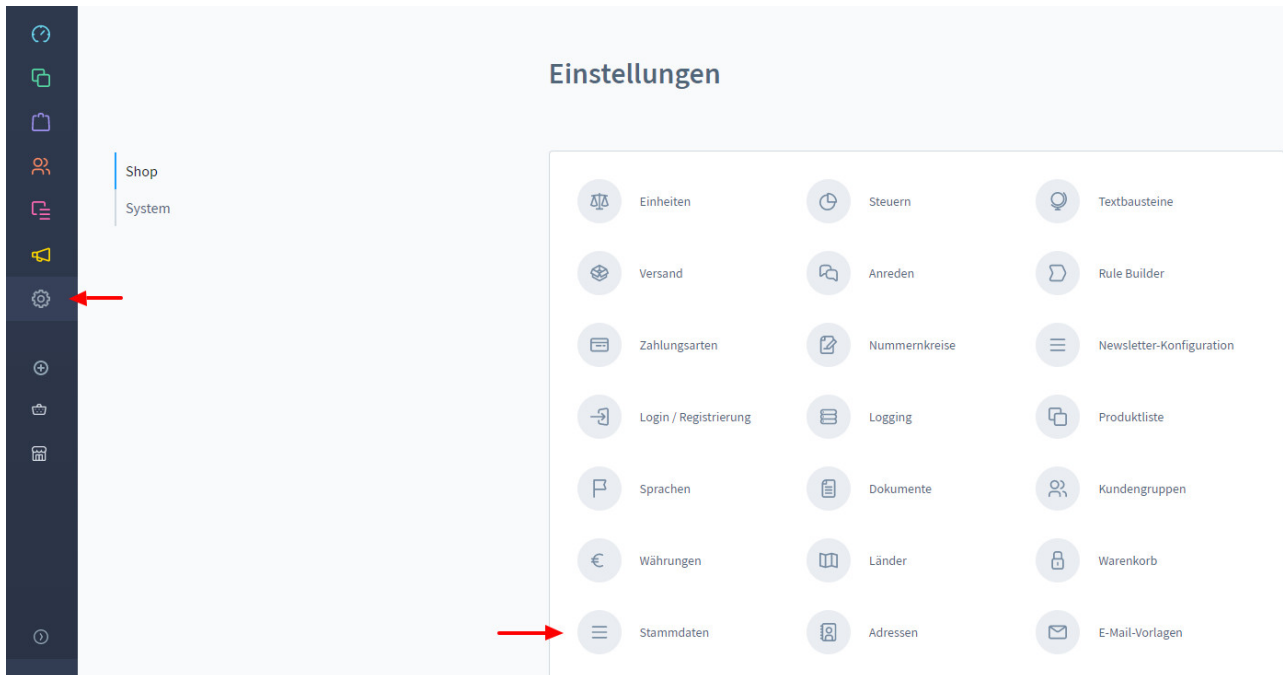 Einstellungen
Shop
System
Einheiten
Steuern
Textbausteine
Versand
Anreden
Rule Builder
Zahlungsarten
Nummernkreise
Newsletter-Konfiguration
Login / Registrierung
Logging
Produktliste
Sprachen
Dokumente
Kundengruppen
Währungen
Länder
Warenkorb
Stammdaten
Adressen
E-Mail-Vorlagen